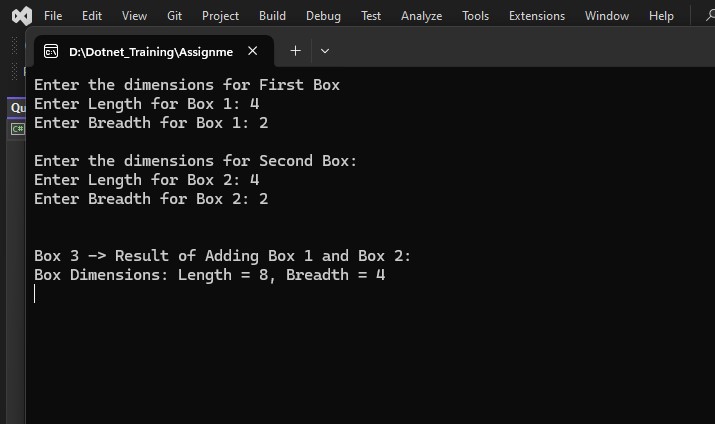 File Edit View Git Project Build Debug Test Analyze Tools Extensions Window Help
D:\Dotnet_Training\Assignme
Enter the dimensions for First Box
Enter Length for Box 1: 4
Enter Breadth for Box 1: 2
Qu
C#
Enter the dimensions for Second Box:
Enter Length for Box 2: 4
Enter Breadth for Box 2: 2
Box 3 -> Result of Adding Box 1 and Box 2:
Box Dimensions: Length = 8, Breadth = 4